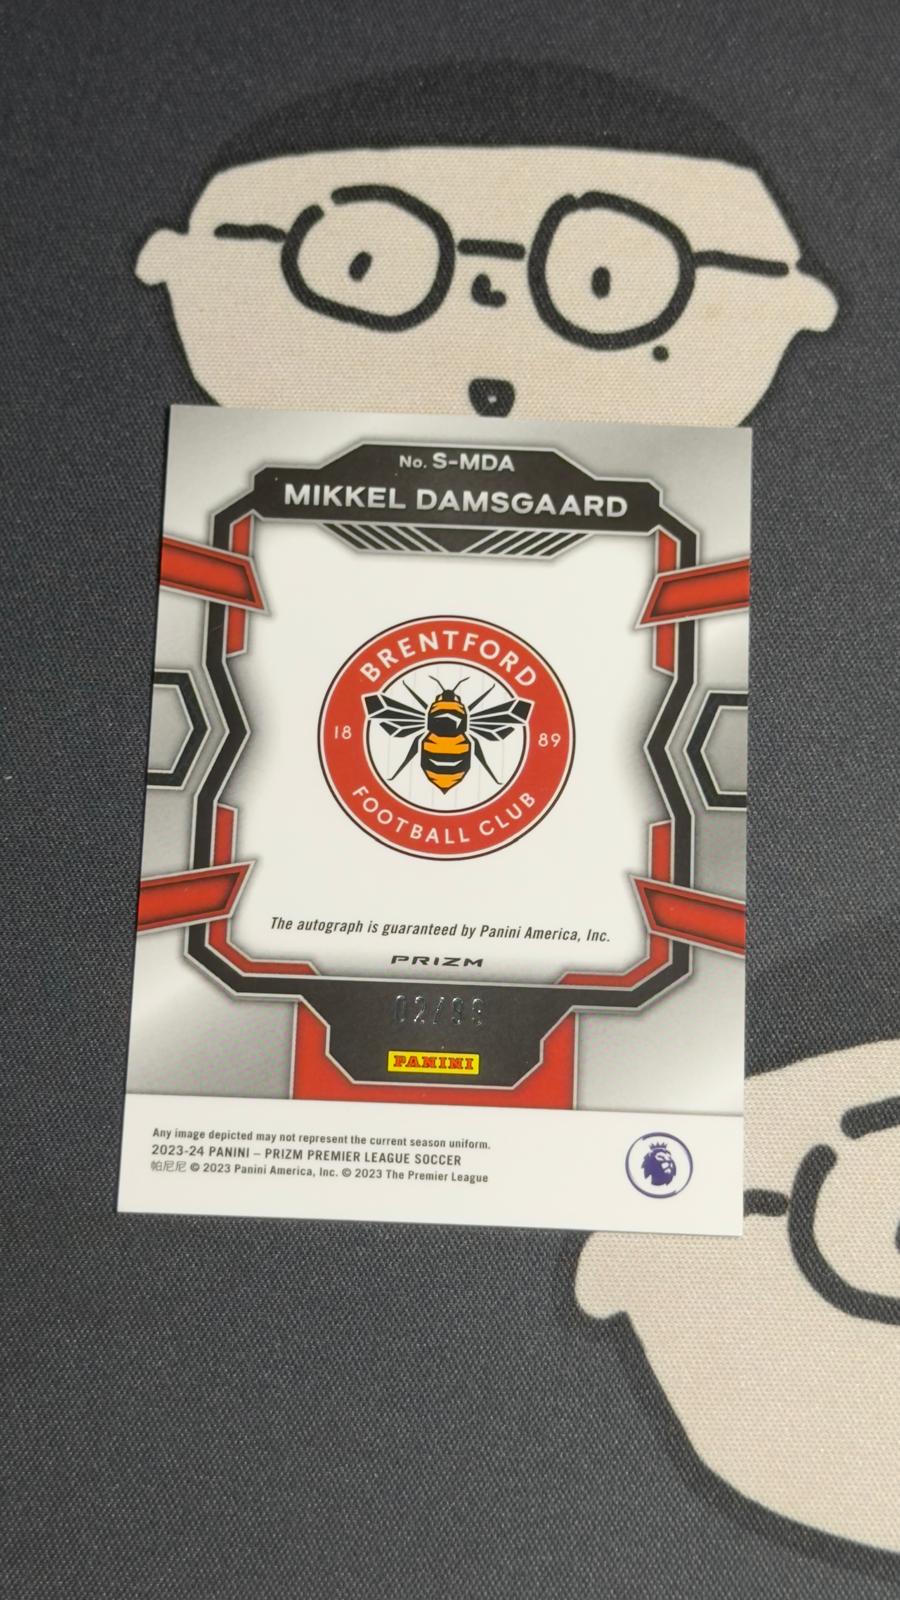 No. S-MDA
MIKKEL DAMSGAARD
BRENTFORD
18 89
FOOTBALL CLUB
The autograph is guaranteed by Panini America, Inc.
PRIZM
02/99
PANINI
Any image depicted may not represent the current season uniform.
2023-24 PANINI – PRIZM PREMIER LEAGUE SOCCER
帕尼尼 © 2023 Panini America, Inc. © 2023 The Premier League